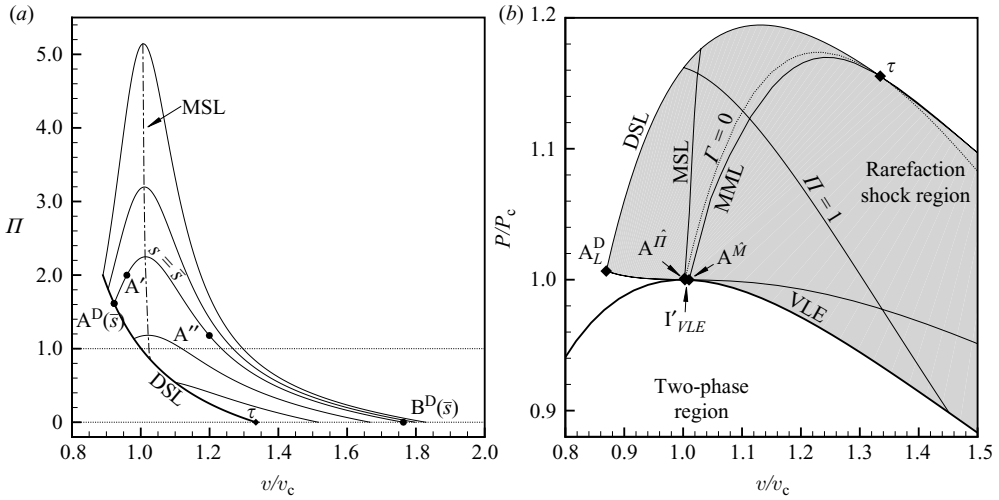 (a)
5.0
4.0
3.0
2.0
1.0
0
Π
0.8
1.0
1.2
1.4
1.6
1.8
2.0
v/vc
MSL
s = s̄
A′
A^D(s̄)
A″
DSL
τ
B^D(s̄)
(b)
1.2
1.1
1.0
0.9
P/Pc
0.8
0.9
1.0
1.1
1.2
1.3
1.4
1.5
v/vc
DSL
MSL
Γ = 0
MML
τ
Π = 1
Rarefaction
shock region
A_L^D
A^Π̂
A^M̂
I′_VLE
VLE
Two-phase
region